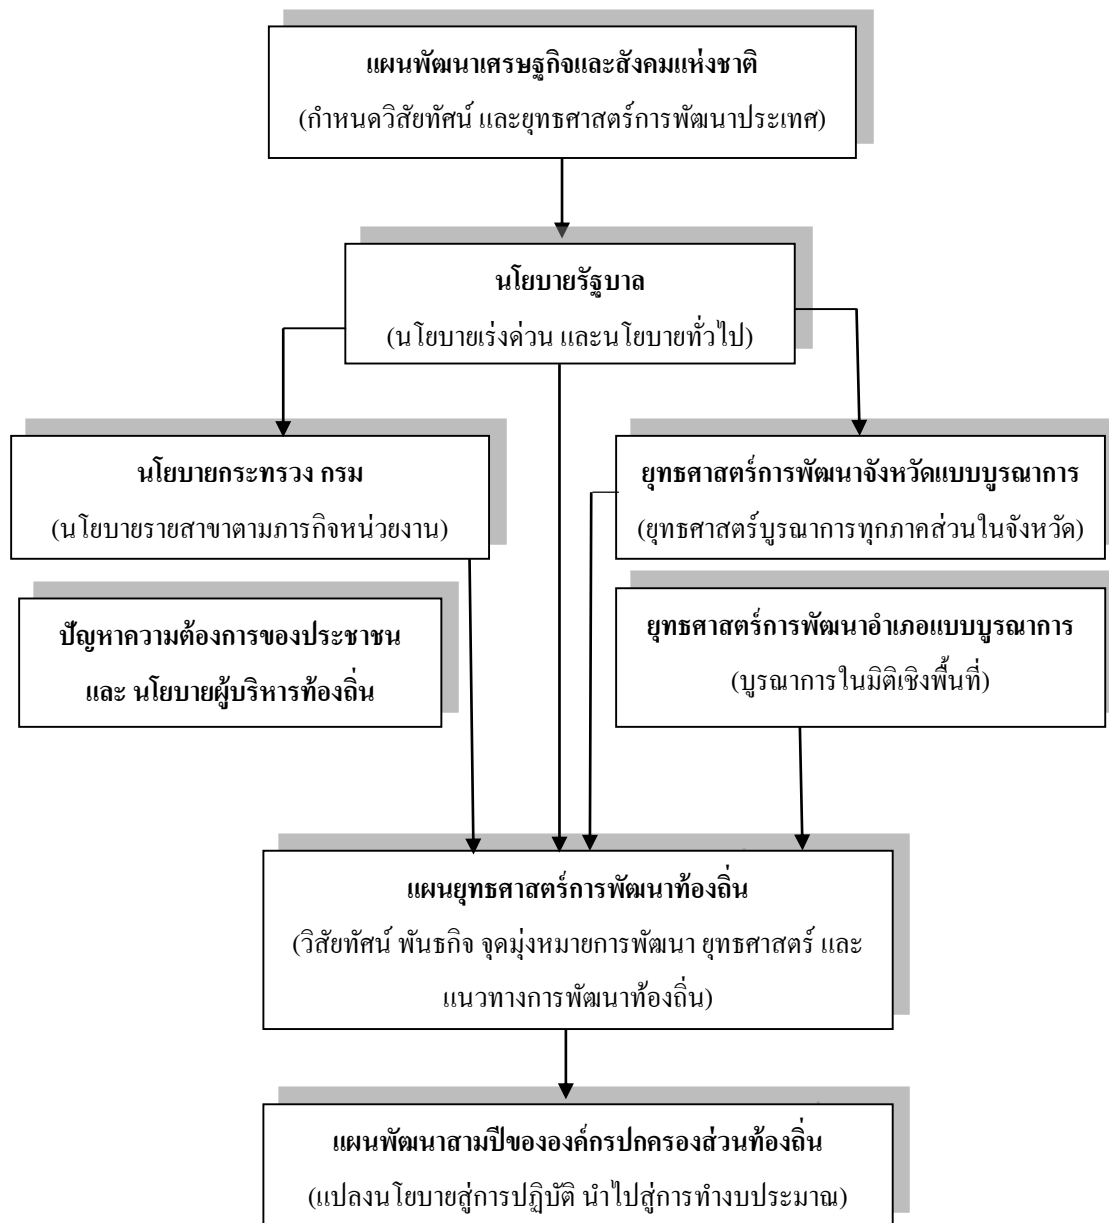 แผนพัฒนาเศรษฐกิจและสังคมแห่งชาติ
(กำหนดวิสัยทัศน์ และยุทธศาสตร์การพัฒนาประเทศ)
นโยบายรัฐบาล
(นโยบายเร่งด่วน และนโยบายทั่วไป)
นโยบายกระทรวง กรม
(นโยบายรายสาขาตามภารกิจหน่วยงาน)
ยุทธศาสตร์การพัฒนาจังหวัดแบบบูรณาการ
(ยุทธศาสตร์บูรณาการทุกภาคส่วนในจังหวัด)
ปัญหาความต้องการของประชาชน
และ นโยบายผู้บริหารท้องถิ่น
ยุทธศาสตร์การพัฒนาอำเภอแบบบูรณาการ
(บูรณาการในมิติเชิงพื้นที่)
แผนยุทธศาสตร์การพัฒนาท้องถิ่น
(วิสัยทัศน์ พันธกิจ จุดมุ่งหมายการพัฒนา ยุทธศาสตร์ และ
แนวทางการพัฒนาท้องถิ่น)
แผนพัฒนาสามปีขององค์กรปกครองส่วนท้องถิ่น
(แปลงนโยบายสู่การปฏิบัติ นำไปสู่การทำงบประมาณ)